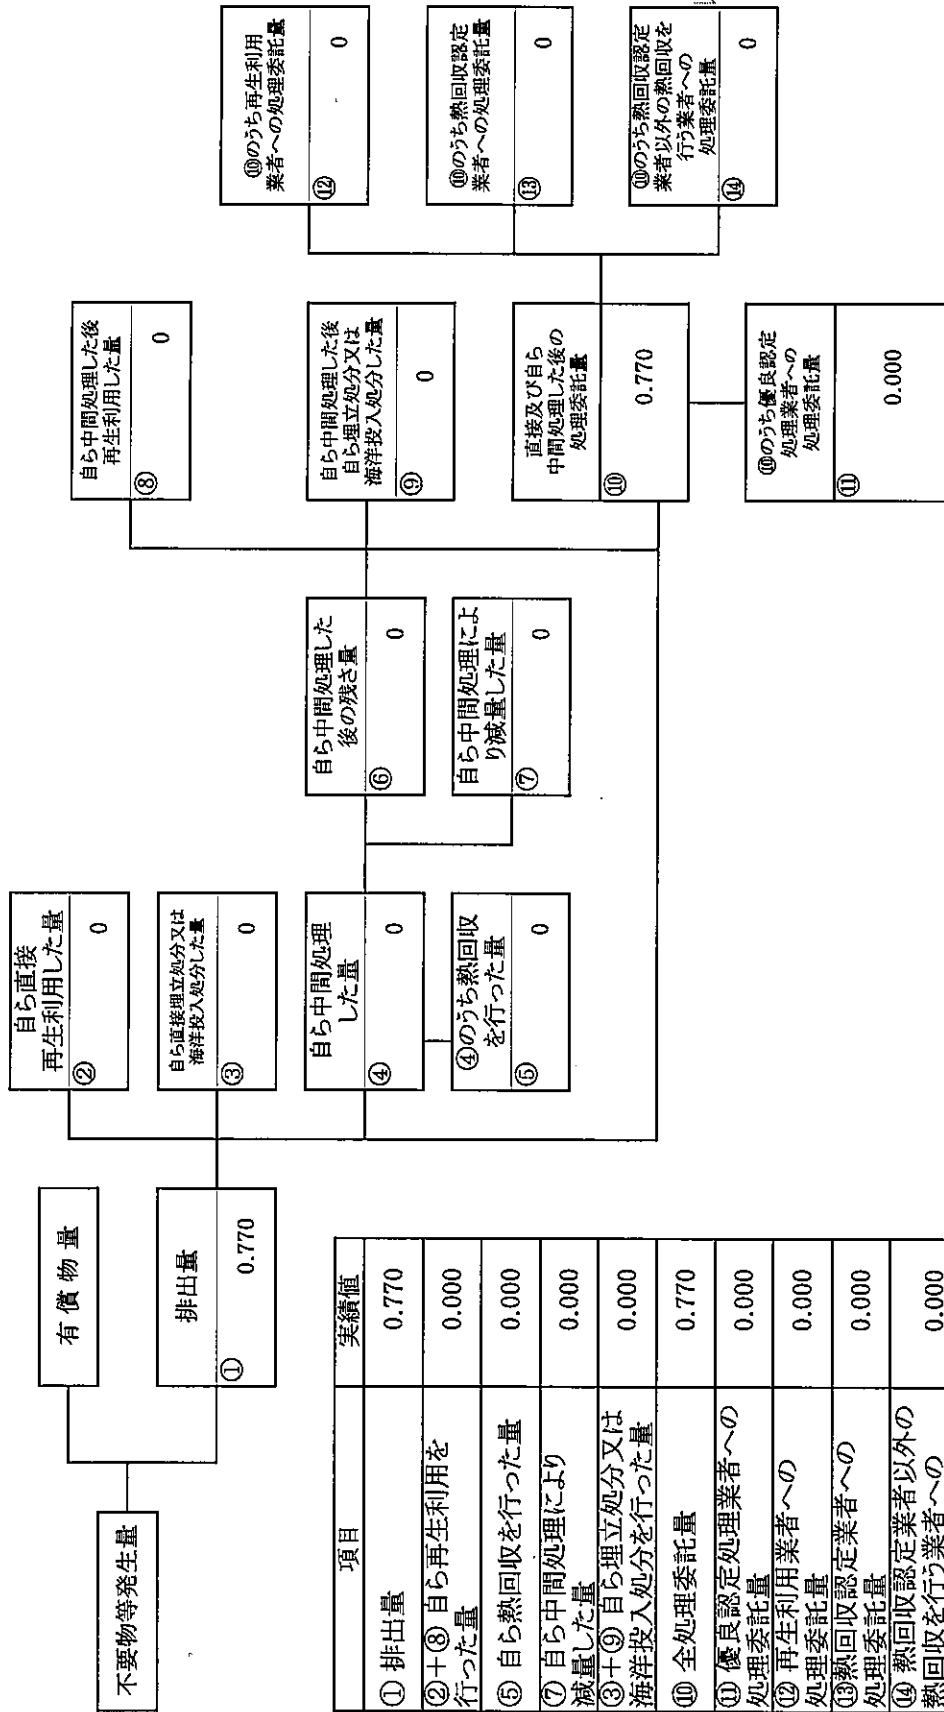 不要物等発生量
有償物量
排出量
①
0.770
自ら直接
再生利用した量
②
0
自ら直接埋立処分又は
海洋投入処分した量
③
0
自ら中間処理
した量
④
0
④のうち熱回収
を行った量
⑤
0
自ら中間処理した
後の残さ量
⑥
0
自ら中間処理によ
り減量した量
⑦
0
自ら中間処理した後
再生利用した量
⑧
0
自ら中間処理した後
自ら埋立処分又は
海洋投入処分した量
⑨
0
直接及び自ら
中間処理した後の
処理委託量
⑩
0.770
⑩のうち優良認定
処理業者への
処理委託量
⑪
0.000
⑩のうち再生利用
業者への処理委託量
⑫
0
⑩のうち熱回収認定
業者への処理委託量
⑬
0
⑩のうち熱回収認定
業者以外の熱回収を
行う業者への
処理委託量
⑭
0
項目 実績値
①排出量 0.770
②+⑧ 自ら再生利用を
行った量 0.000
⑤ 自ら熱回収を行った量 0.000
⑦ 自ら中間処理により
減量した量 0.000
③+⑨ 自ら埋立処分又は
海洋投入処分を行った量 0.000
⑩ 全処理委託量 0.770
⑪ 優良認定処理業者への
処理委託量 0.000
⑫ 再生利用業者への
処理委託量 0.000
⑬熱回収認定業者への
処理委託量 0.000
⑭ 熱回収認定業者以外の
熱回収を行う業者への 0.000